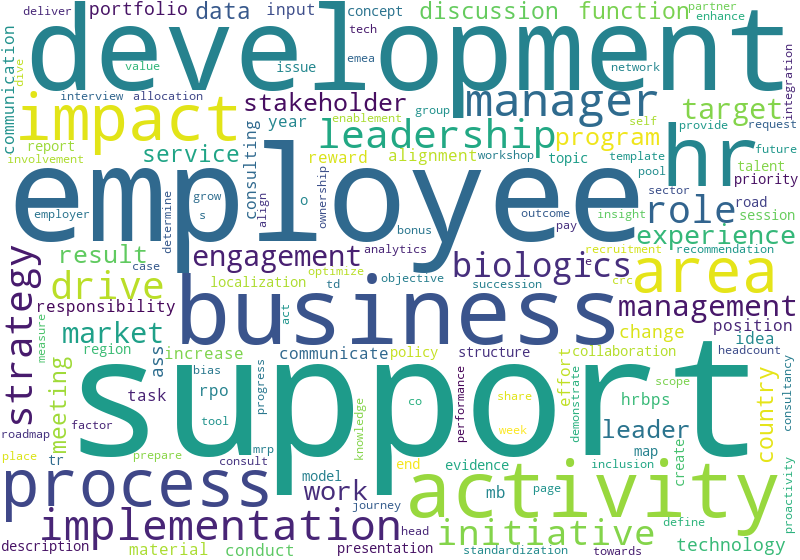 deliver portfolio data input concept discussion function partner enhance
tech
development
communication dive value issue emea network integration
interview allocation
impact stakeholder group manager self target
year enablement leadership program provide request
report involvement service consulting reward alignment workshop topic template talent future
pool hr priority
employee
employer determine grow s align o ownership bonus outcome pay sector insight role road session
experience
result engagement analytics recruitment recommendation
case optimize biologics area
strategy drive localization td objective succession crc
responsibility business management
measure market act change position
region increase communicate policy structure collaboration idea headcount
meeting ass bias progress support effort country consultancy
task rpo tool knowledge co share performance week demonstrate hrbps scope
roadmap factor leader
place tr prepare mrp consult end evidence inclusion map create proactivity
process model work journey mb page activity define
implementation head initiative technology
description material conduct presentation standardization towards